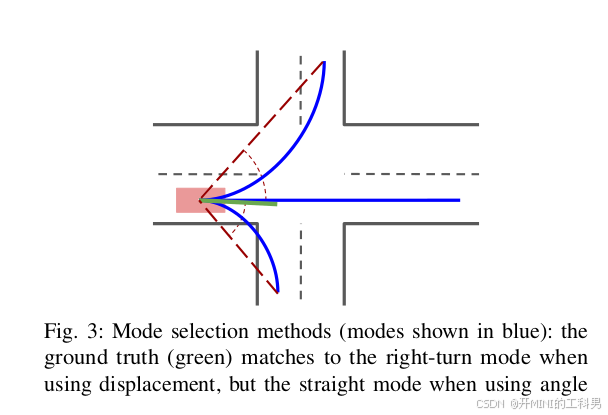 Fig. 3: Mode selection methods (modes shown in blue): the
ground truth (green) matches to the right-turn mode when
using displacement, but the straight mode when using angle
CSDN @开MINI的工科男